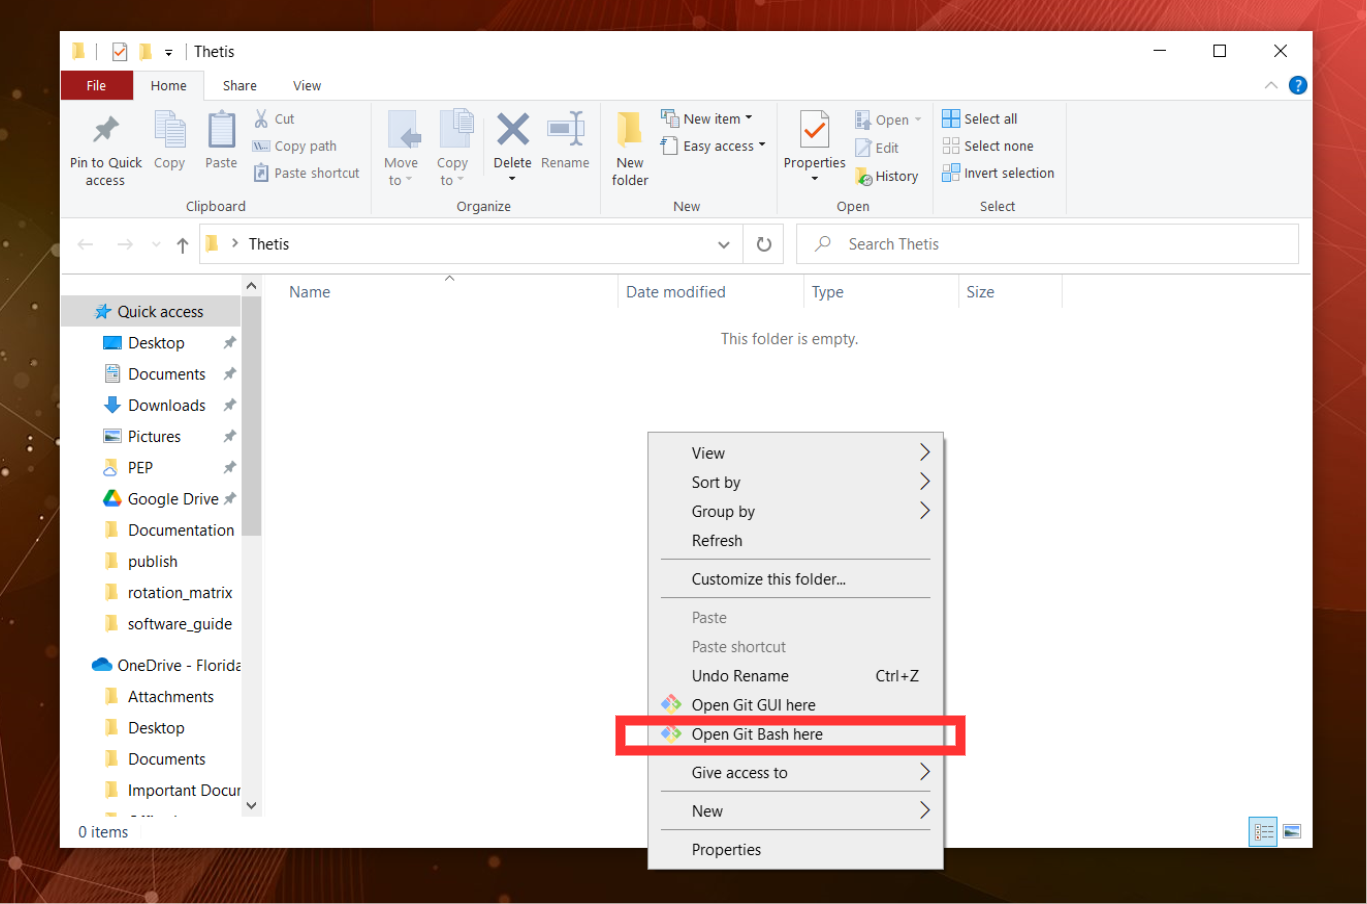 Thetis
File Home Share View
Pin to Quick access
Copy
Paste
Cut
Copy path
Paste shortcut
Clipboard
Move to
Copy to
Delete
Rename
Organize
New folder
New item
Easy access
New
Properties
Open
Edit
History
Open
Select all
Select none
Invert selection
Select
Thetis
Search Thetis
Name Date modified Type Size
This folder is empty.
Quick access
Desktop
Documents
Downloads
Pictures
PEP
Google Drive
Documentation
publish
rotation_matrix
software_guide
OneDrive - Florida
Attachments
Desktop
Documents
Important Docur
0 items
View
Sort by
Group by
Refresh
Customize this folder...
Paste
Paste shortcut
Undo Rename Ctrl+Z
Open Git GUI here
Open Git Bash here
Give access to
New
Properties